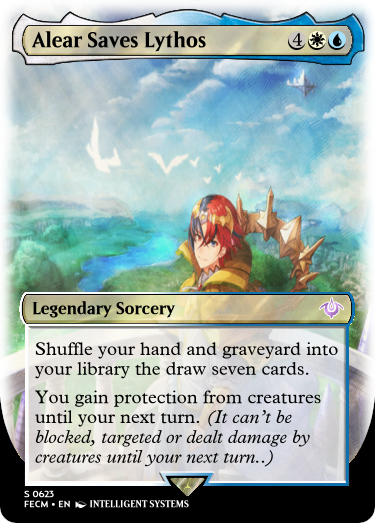 Alear Saves Lythos 4
Legendary Sorcery
Shuffle your hand and graveyard into
your library the draw seven cards.
You gain protection from creatures
until your next turn. (It can't be
blocked, targeted or dealt damage by
creatures until your next turn..)
S 0623
FECM • EN INTELLIGENT SYSTEMS